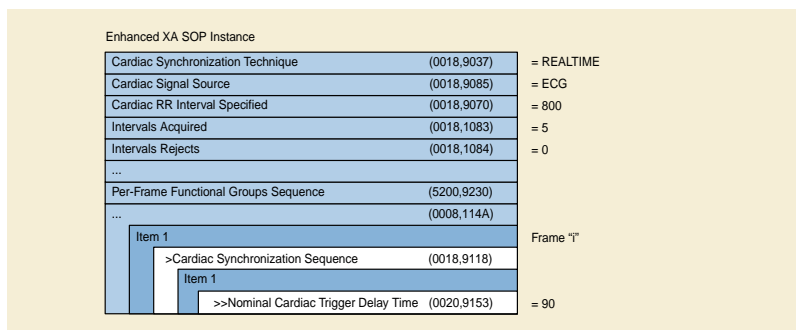 Enhanced XA SOP Instance
Cardiac Synchronization Technique (0018,9037) = REALTIME
Cardiac Signal Source (0018,9085) = ECG
Cardiac RR Interval Specified (0018,9070) = 800
Intervals Acquired (0018,1083) = 5
Intervals Rejects (0018,1084) = 0
...
Per-Frame Functional Groups Sequence (5200,9230)
... (0008,114A)
Item 1 Frame “i”
>Cardiac Synchronization Sequence (0018,9118)
Item 1
>>Nominal Cardiac Trigger Delay Time (0020,9153) = 90